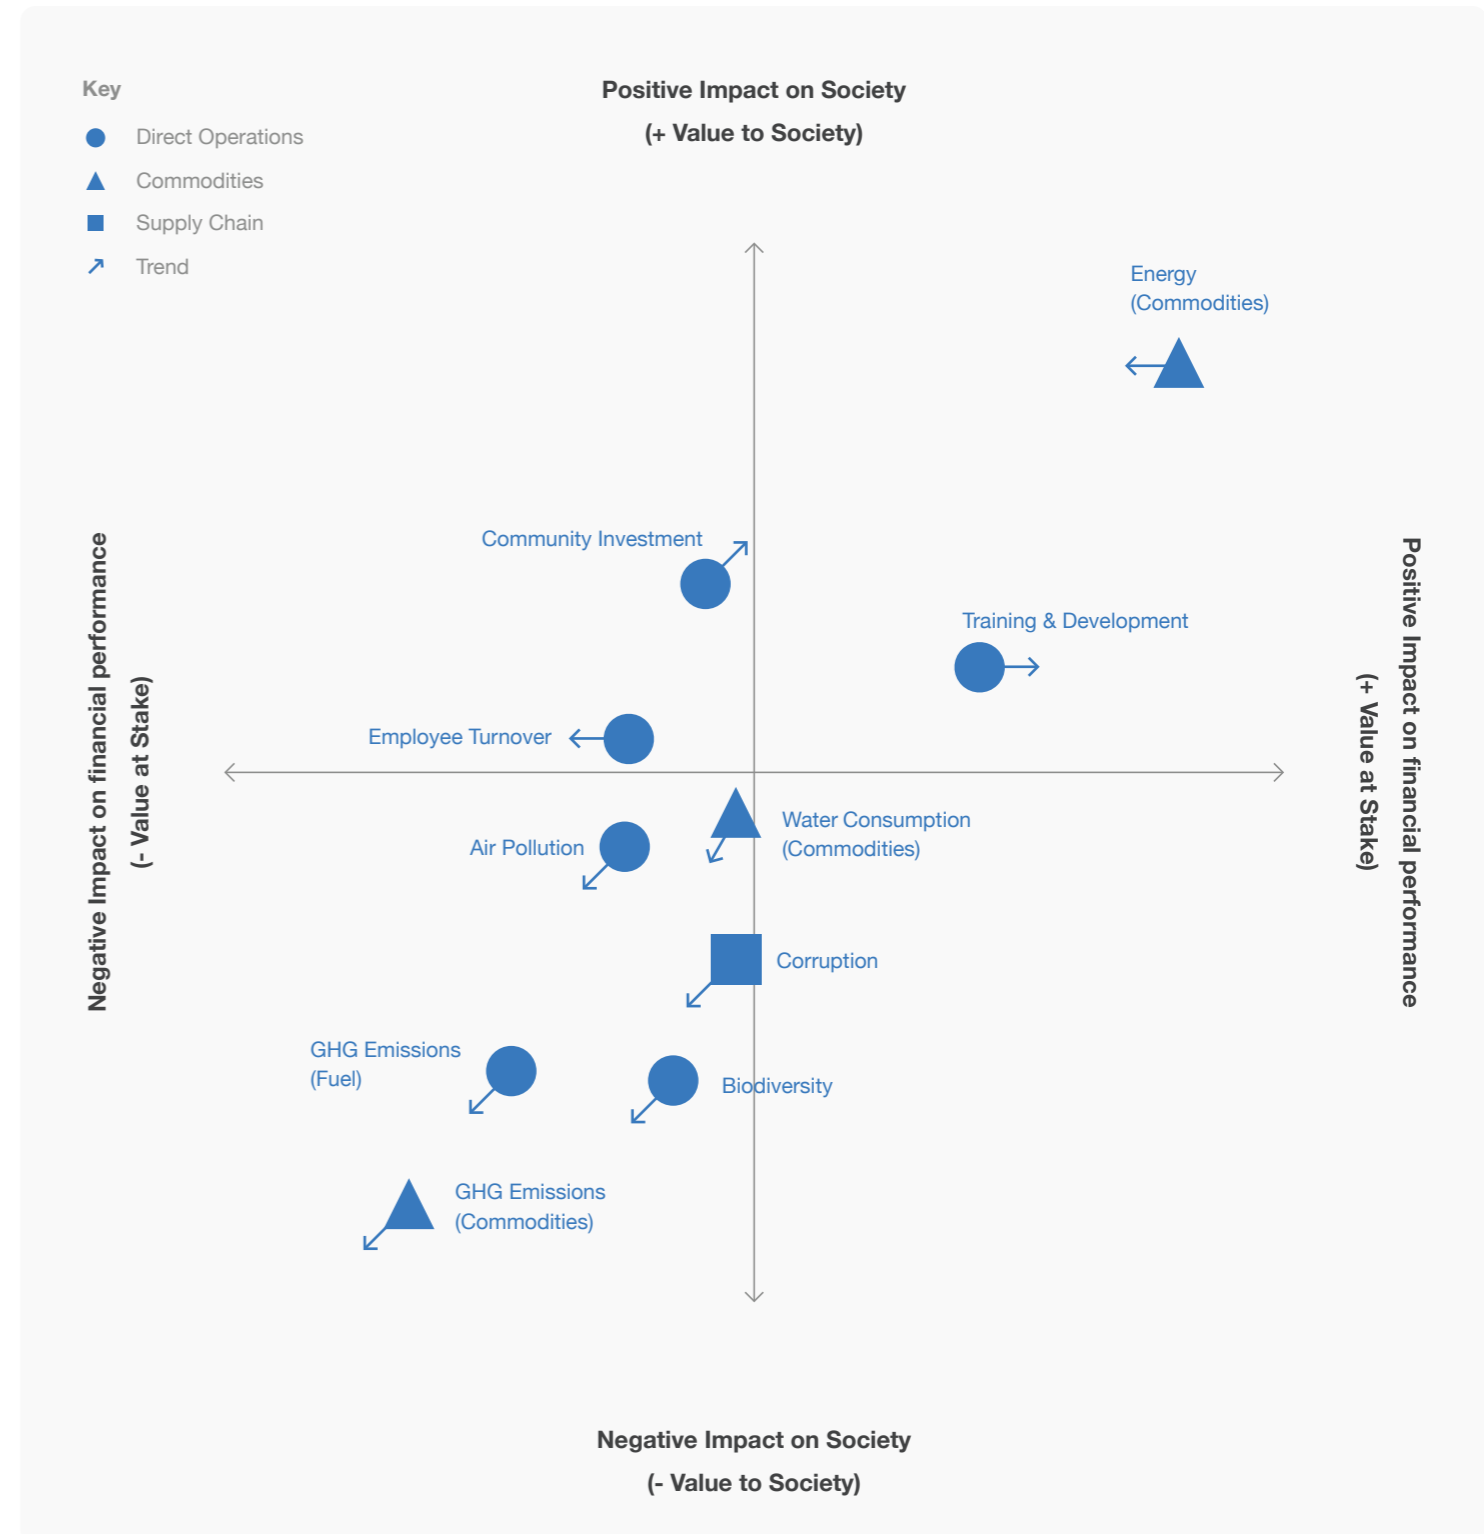 Key
Direct Operations
Commodities
Supply Chain
Trend
Positive Impact on Society
(+ Value to Society)
Energy
(Commodities)
Community Investment
Training & Development
Employee Turnover
Negative Impact on financial performance
(- Value at Stake)
Positive Impact on financial performance
(+ Value at Stake)
Water Consumption
(Commodities)
Air Pollution
Corruption
GHG Emissions
(Fuel)
Biodiversity
GHG Emissions
(Commodities)
Negative Impact on Society
(- Value to Society)